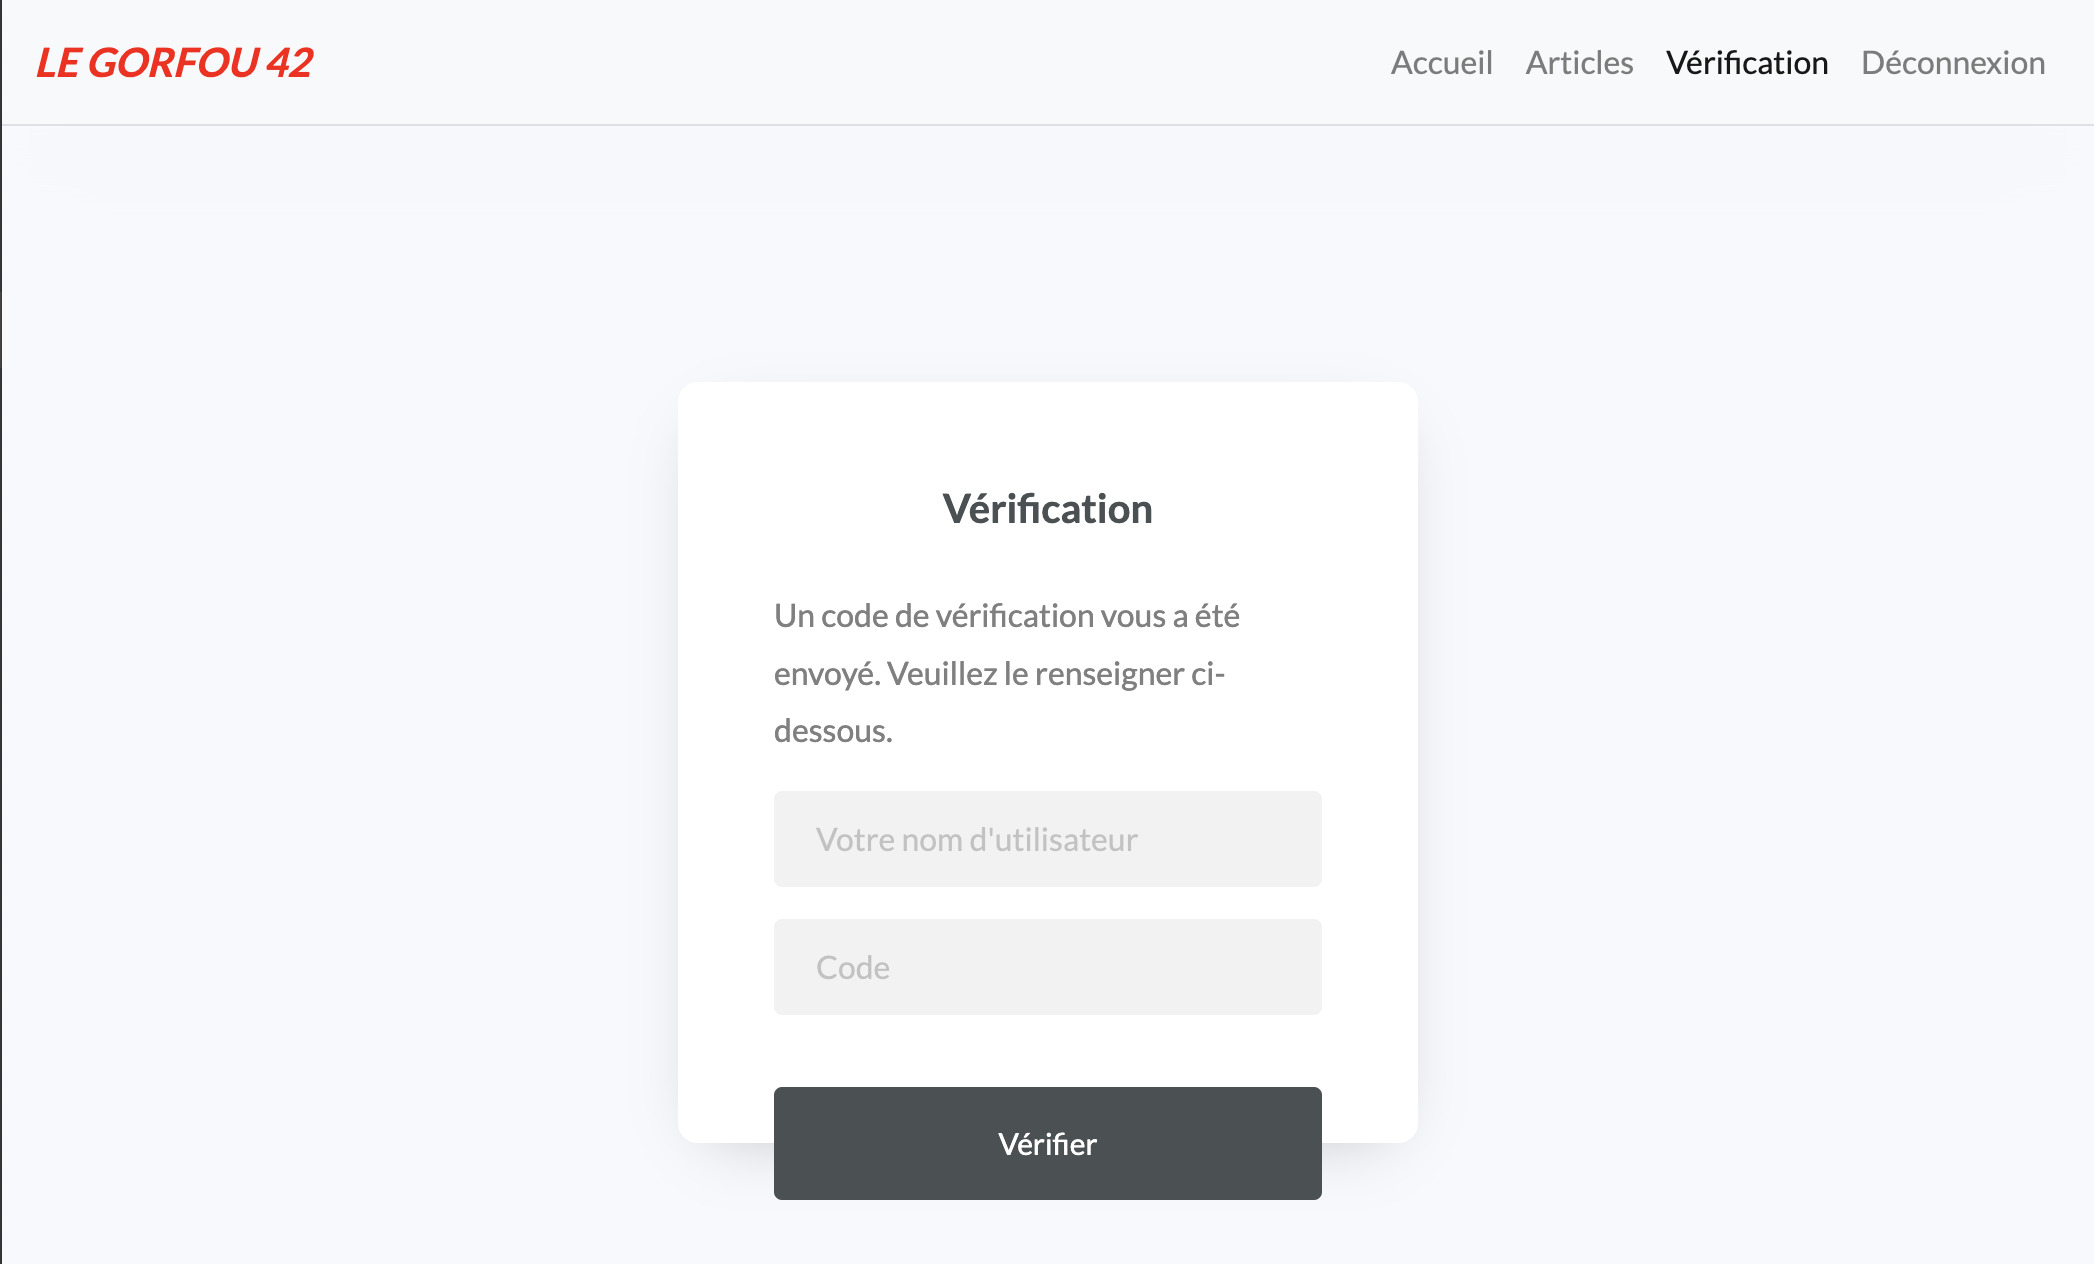 LE GORFOU 42
Accueil Articles Vérification Déconnexion
Vérification
Un code de vérification vous a été
envoyé. Veuillez le renseigner ci-
dessous.
Votre nom d'utilisateur
Code
Vérifier